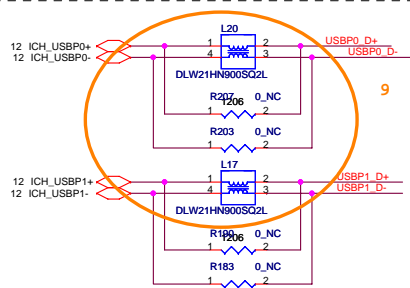 L20
12 ICH_USBP0+ 1 2 USBP0_D+
12 ICH_USBP0- 4 3 USBP0_D-
DLW21HN900SQ2L
9
R207 0_NC
1 1206 2
R203 0_NC
1 2
L17
12 ICH_USBP1+ 1 2 USBP1_D+
12 ICH_USBP1- 4 3 USBP1_D-
DLW21HN900SQ2L
R190 0_NC
1 1206 2
R183 0_NC
1 2